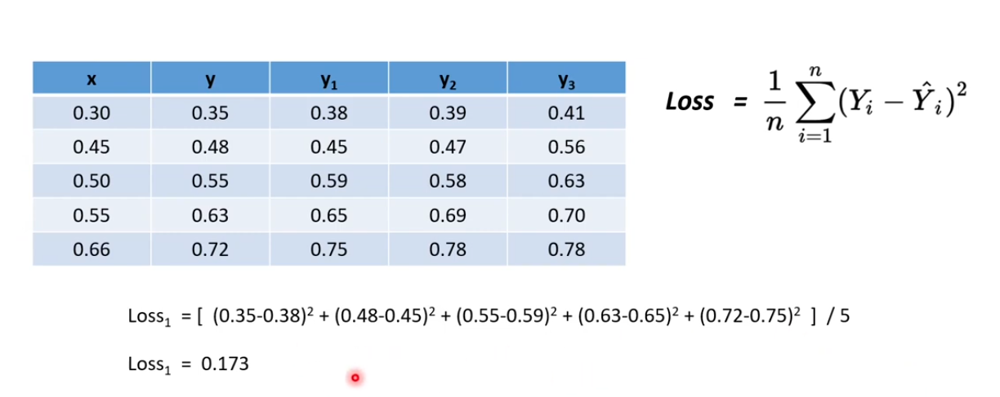 x y y₁ y₂ y₃
0.30 0.35 0.38 0.39 0.41
0.45 0.48 0.45 0.47 0.56
0.50 0.55 0.59 0.58 0.63
0.55 0.63 0.65 0.69 0.70
0.66 0.72 0.75 0.78 0.78
Loss = \frac{1}{n} \sum_{i=1}^{n} (Y_i - \hat{Y}_i)^2
Loss₁ = [ (0.35-0.38)² + (0.48-0.45)² + (0.55-0.59)² + (0.63-0.65)² + (0.72-0.75)² ] / 5
Loss₁ = 0.173